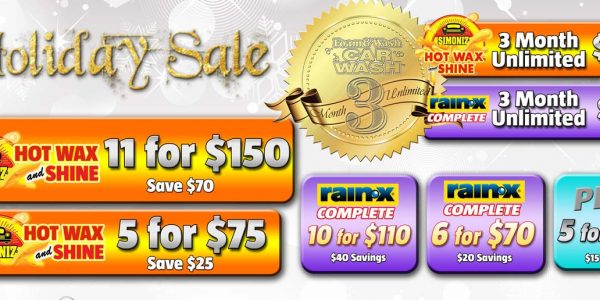 Holiday Sale
Foam & Wash
CAR
WASH
3
Month Unlimited
SIMONIZ
HOT WAX
SHINE
3 Month
Unlimited $
rain-x
COMPLETE
3 Month
Unlimited $
HOT WAX
and SHINE
11 for $150
Save $70
HOT WAX
and SHINE
5 for $75
Save $25
rain-x
COMPLETE
10 for $110
$40 Savings
rain-x
COMPLETE
6 for $70
$20 Savings
5 fo
$15